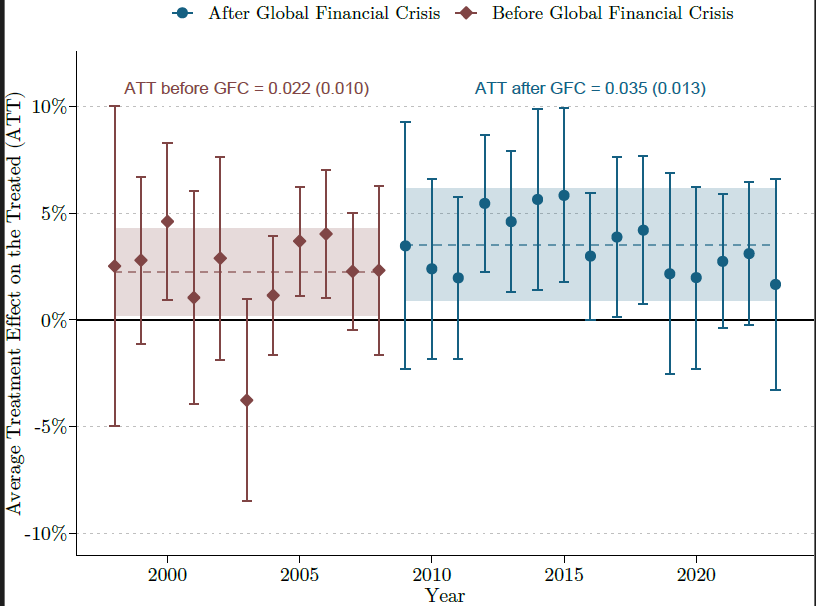 After Global Financial Crisis Before Global Financial Crisis
ATT before GFC = 0.022 (0.010) ATT after GFC = 0.035 (0.013)
Average Treatment Effect on the Treated (ATT)
10%
5%
0%
-5%
-10%
2000 2005 2010 2015 2020
Year